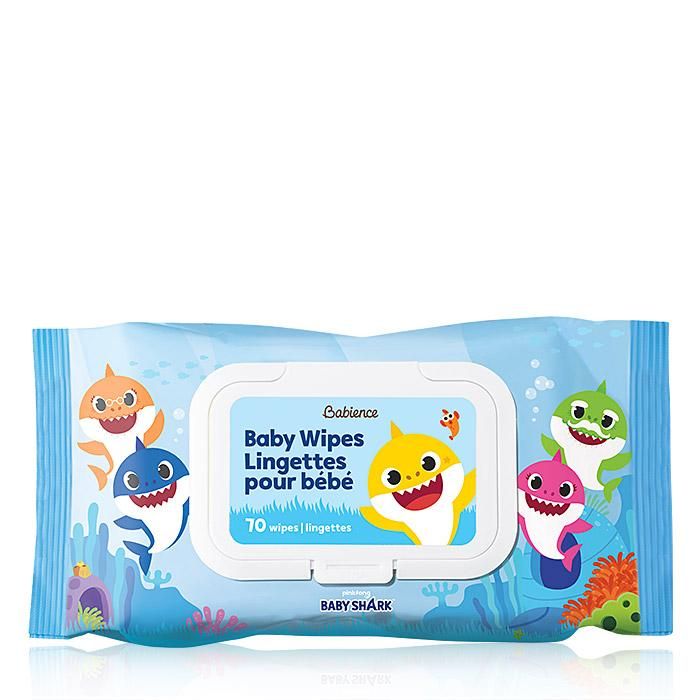 Babience
Baby Wipes
Lingettes
pour bébé
70 wipes | lingettes
pinkfong
BABY SHARK